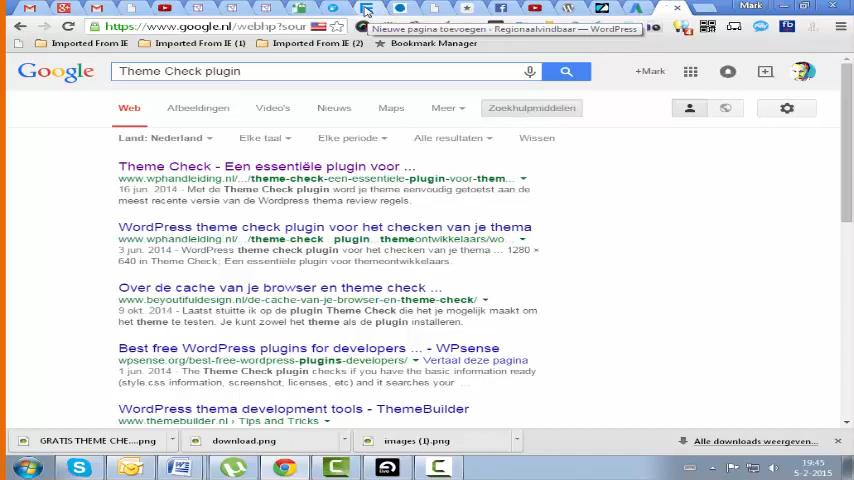 Mark
https://www.google.nl/webhp?sour
Nieuwe pagina toevoegen - Regionaalvindbaar — WordPress
Imported From IE
Imported From IE (1)
Imported From IE (2)
Bookmark Manager
Google
Theme Check plugin
+Mark
Web
Afbeeldingen
Video's
Nieuws
Maps
Meer
Zoekhulpmiddelen
Land: Nederland
Elke taal
Elke periode
Alle resultaten
Wissen
Theme Check - Een essentiële plugin voor ...
www.wphandleiding.nl/.../theme-check-een-essentiele-plugin-voor-them...
16 jun. 2014 - Met de Theme Check plugin word je theme eenvoudig getoetst aan de
meest recente versie van de Wordpress thema review regels.
WordPress theme check plugin voor het checken van je thema
www.wphandleiding.nl/...theme-check...plugin...themeontwikkelaars/wo...
3 jun. 2014 - WordPress theme check plugin voor het checken van je thema ... 1280 ×
640 in Theme Check; Een essentiële plugin voor themeontwikkelaars.
Over de cache van je browser en theme check ...
www.beyoutifuldesign.nl/de-cache-van-je-browser-en-theme-check/
9 okt. 2014 - Laatst stuitte ik op de plugin Theme Check die het je mogelijk maakt om
het theme te testen. Je kunt zowel het theme als de plugin installeren.
Best free WordPress plugins for developers ... - WPsense
wpsense.org/best-free-wordpress-plugins-developers/ Vertaal deze pagina
1 jun. 2014 - The Theme Check plugin checks if you have the basic information ready
(style.css information, screenshot, licenses, etc) and it searches your ...
WordPress thema development tools - ThemeBuilder
www.themebuilder.nl › Tips and Tricks
GRATIS THEME CHE....png
download.png
images (1).png
Alle downloads weergeven...
19:45
5-2-2015